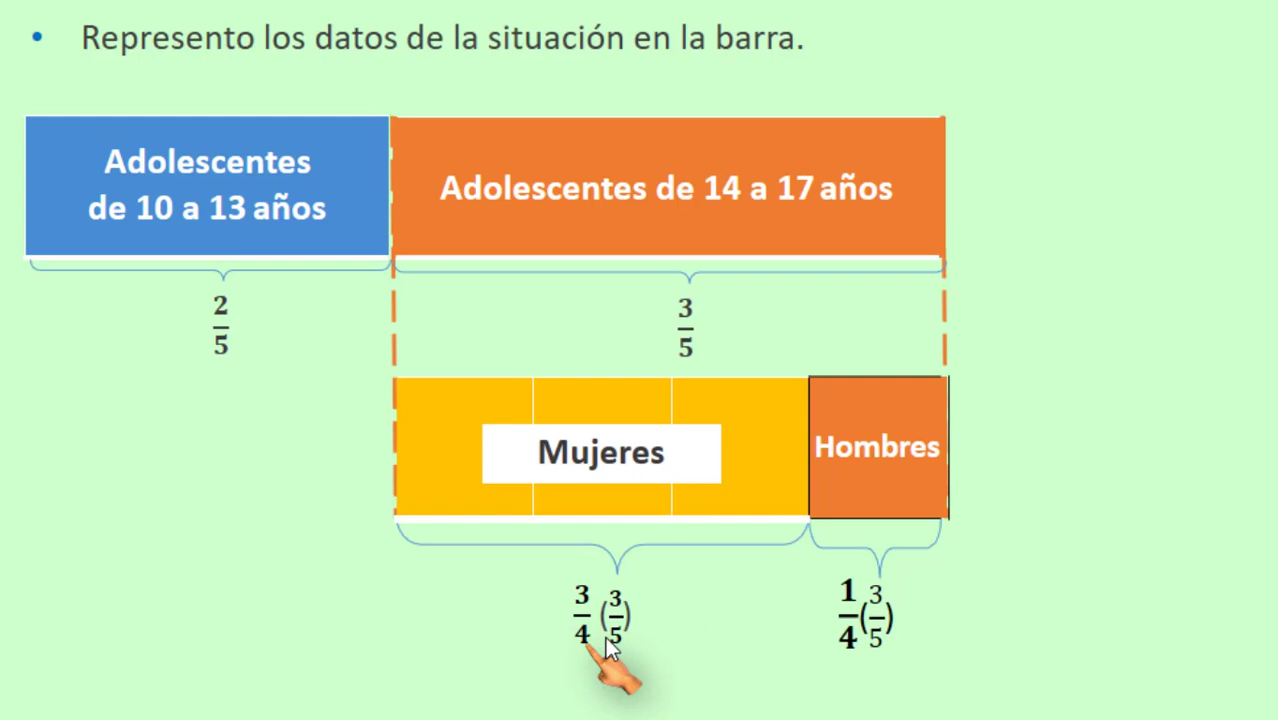 • Represento los datos de la situación en la barra.
Adolescentes
de 10 a 13 años
Adolescentes de 14 a 17 años
2/5
3/5
Mujeres
Hombres
3/4 (3/5)
1/4 (3/5)